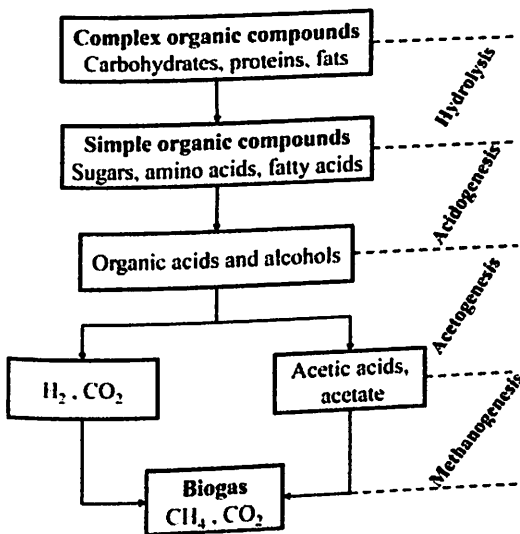 Complex organic compounds
Carbohydrates, proteins, fats
Hydrolysis
Simple organic compounds
Sugars, amino acids, fatty acids
Acidogenesis
Organic acids and alcohols
Acetogenesis
H₂ . CO₂
Acetic acids,
acetate
Methanogenesis
Biogas
CH₄ . CO₂